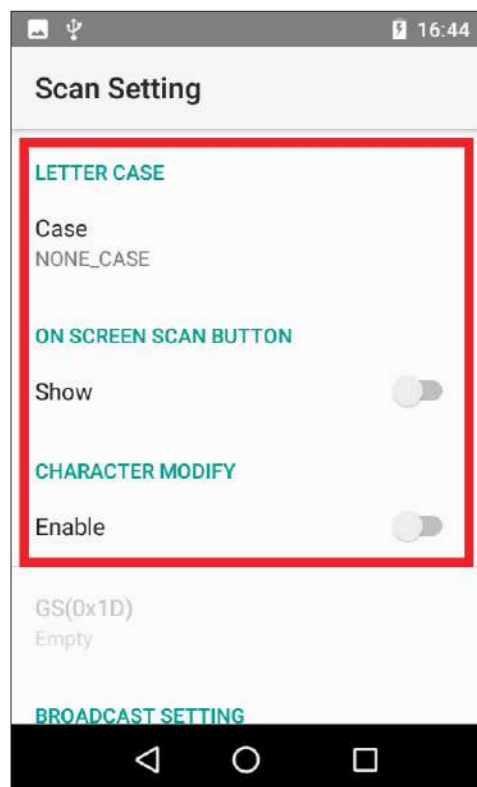 16:44
Scan Setting
LETTER CASE
Case
NONE_CASE
ON SCREEN SCAN BUTTON
Show
CHARACTER MODIFY
Enable
GS(0x1D)
Empty
BROADCAST SETTING